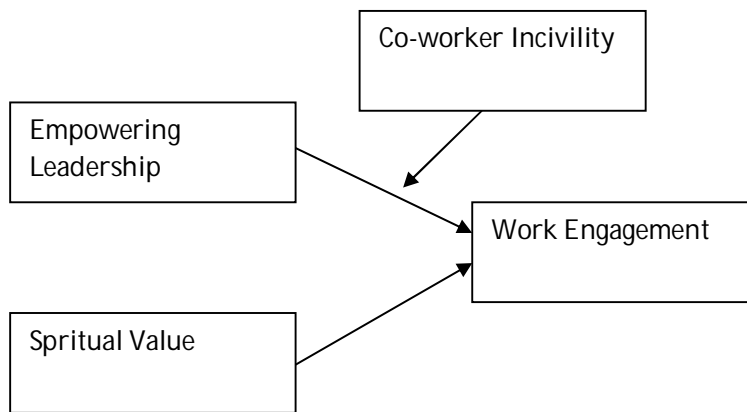 Co-worker Incivility
Empowering
Leadership
Work Engagement
Spritual Value